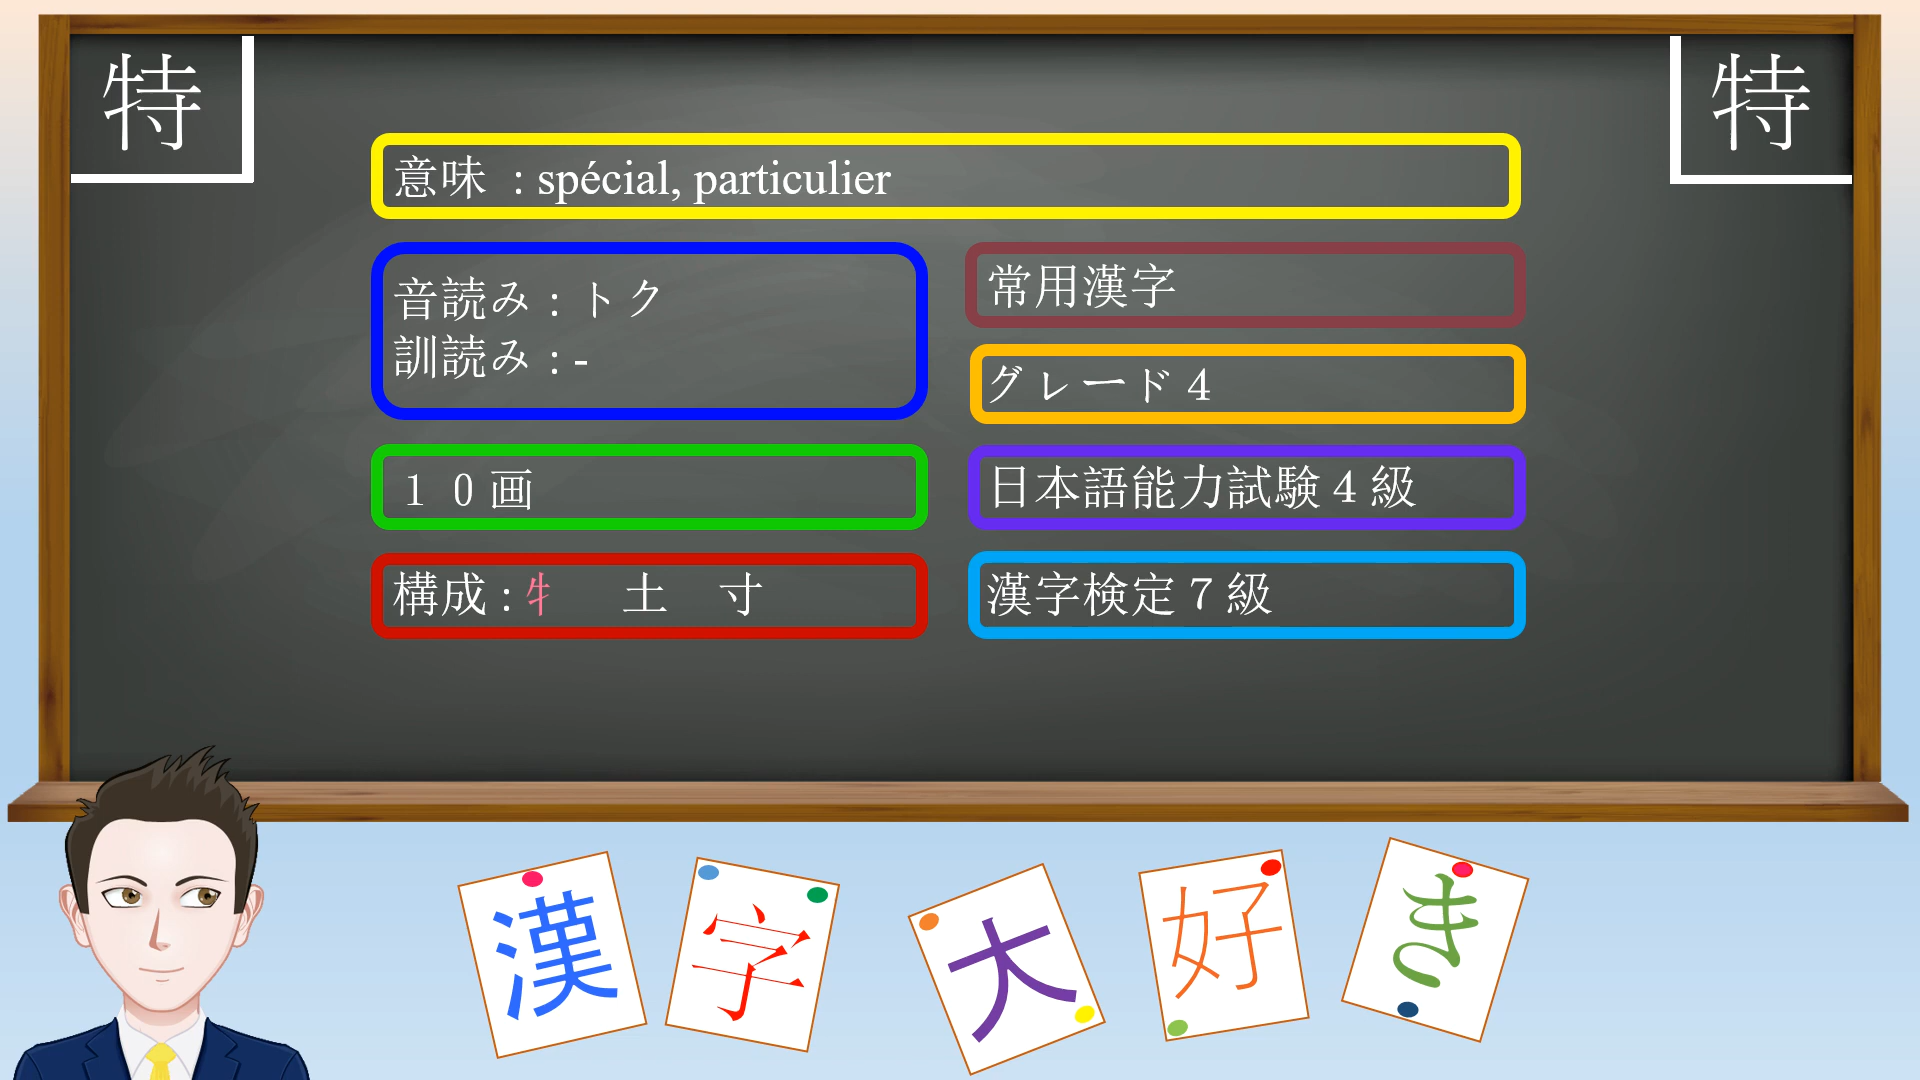 特
特
意味 : spécial, particulier
音読み : トク
訓読み : -
常用漢字
グレード４
１０画
日本語能力試験４級
構成 : 牜　土　寸
漢字検定７級
漢字大好き